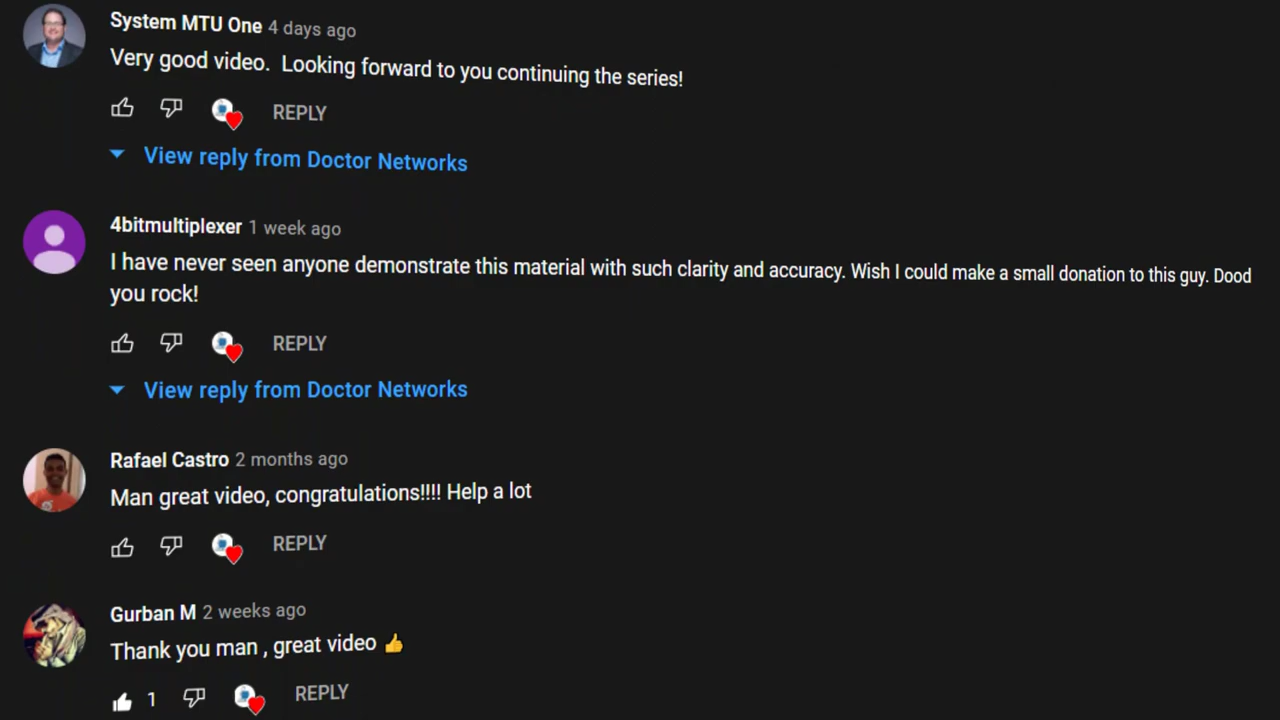 System MTU One 4 days ago
Very good video.  Looking forward to you continuing the series!
REPLY
View reply from Doctor Networks
4bitmultiplexer 1 week ago
I have never seen anyone demonstrate this material with such clarity and accuracy. Wish I could make a small donation to this guy. Dood
you rock!
REPLY
View reply from Doctor Networks
Rafael Castro 2 months ago
Man great video, congratulations!!!! Help a lot
REPLY
Gurban M 2 weeks ago
Thank you man , great video 👍
1 REPLY